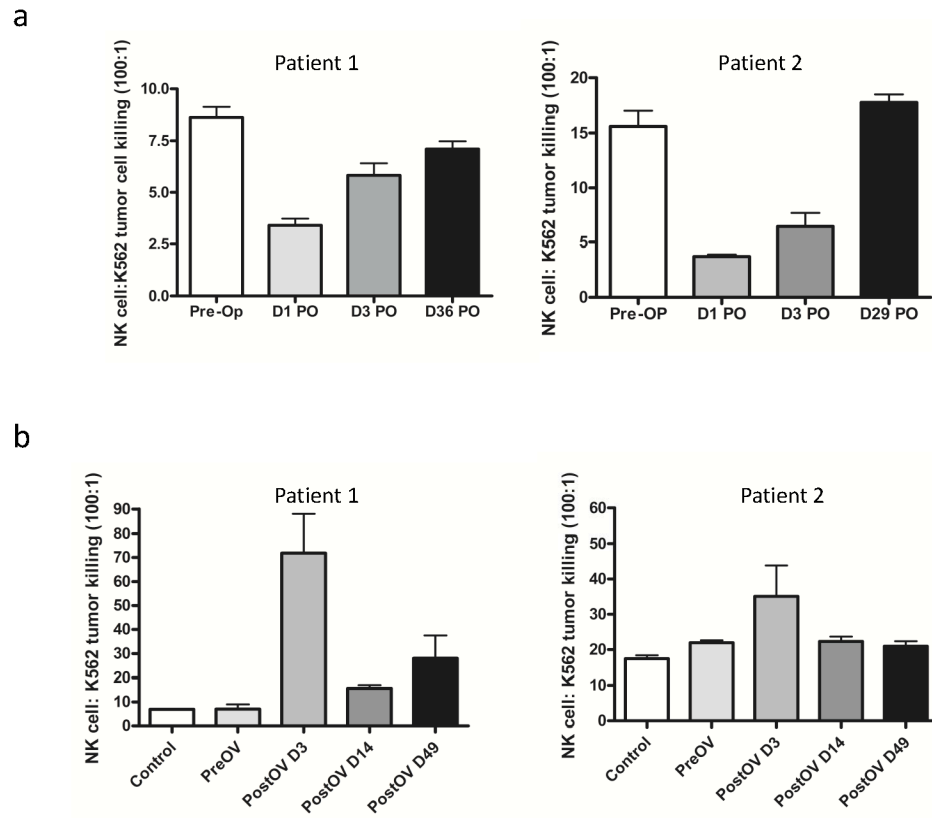 a
Patient 1
NK cell:K562 tumor cell killing (100:1)
10.0
7.5
5.0
2.5
0.0
Pre-Op D1 PO D3 PO D36 PO
Patient 2
NK cell: K562 tumor killing (100:1)
20
15
10
5
0
Pre-OP D1 PO D3 PO D29 PO
b
Patient 1
NK cell: K562 tumor killing (100:1)
90
80
70
60
50
40
30
20
10
0
Control
PreOV
PostOV D3
PostOV D14
PostOV D49
Patient 2
NK cell: K562 tumor killing (100:1)
60
50
40
30
20
10
0
Control
PreOV
PostOV D3
PostOV D14
PostOV D49